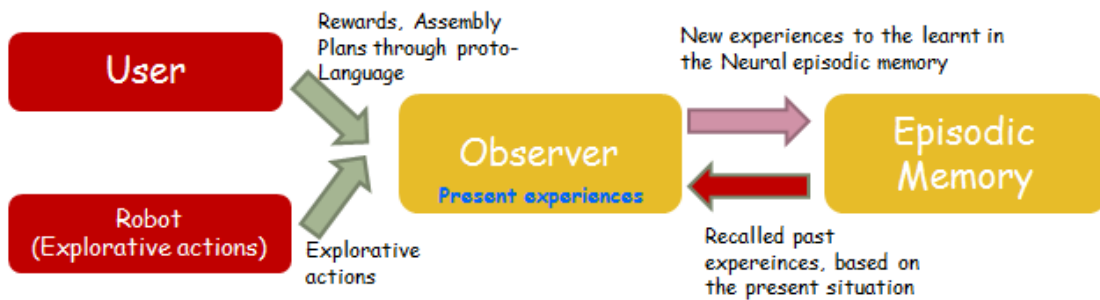 User
Rewards, Assembly
Plans through proto-
Language
Robot
(Explorative actions)
Explorative
actions
Observer
Present experiences
New experiences to the learnt in
the Neural episodic memory
Episodic
Memory
Recalled past
expereinces, based on
the present situation